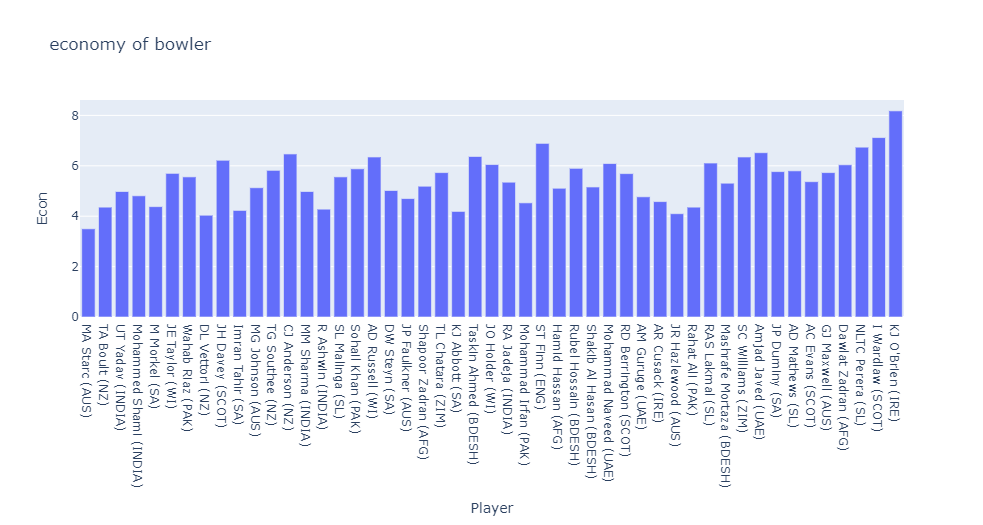 economy of bowler
Econ
8
6
4
2
0
MA Starc (AUS)
TA Boult (NZ)
UT Yadav (INDIA)
Mohammed Shami (INDIA)
M Morkel (SA)
JE Taylor (WI)
Wahab Riaz (PAK)
DL Vettori (NZ)
JH Davey (SCOT)
Imran Tahir (SA)
MG Johnson (AUS)
TG Southee (NZ)
CJ Anderson (NZ)
MM Sharma (INDIA)
R Ashwin (INDIA)
SL Malinga (SL)
Sohail Khan (PAK)
AD Russell (WI)
DW Steyn (SA)
JP Faulkner (AUS)
Shapoor Zadran (AFG)
TL Chatara (ZIM)
KJ Abbott (SA)
Taskin Ahmed (BDESH)
JO Holder (WI)
RA Jadeja (INDIA)
Mohammad Irfan (PAK)
ST Finn (ENG)
Hamid Hassan (AFG)
Rubel Hossain (BDESH)
Shakib Al Hasan (BDESH)
Mohammad Naveed (UAE)
RD Berrington (SCOT)
AM Guruge (UAE)
AR Cusack (IRE)
JR Hazlewood (AUS)
Rahat Ali (PAK)
RAS Lakmal (SL)
Mashrafe Mortaza (BDESH)
SC Williams (ZIM)
Amjad Javed (UAE)
JP Duminy (SA)
AD Mathews (SL)
AC Evans (SCOT)
GJ Maxwell (AUS)
Dawlat Zadran (AFG)
NLTC Perera (SL)
I Wardlaw (SCOT)
KJ O'Brien (IRE)
Player